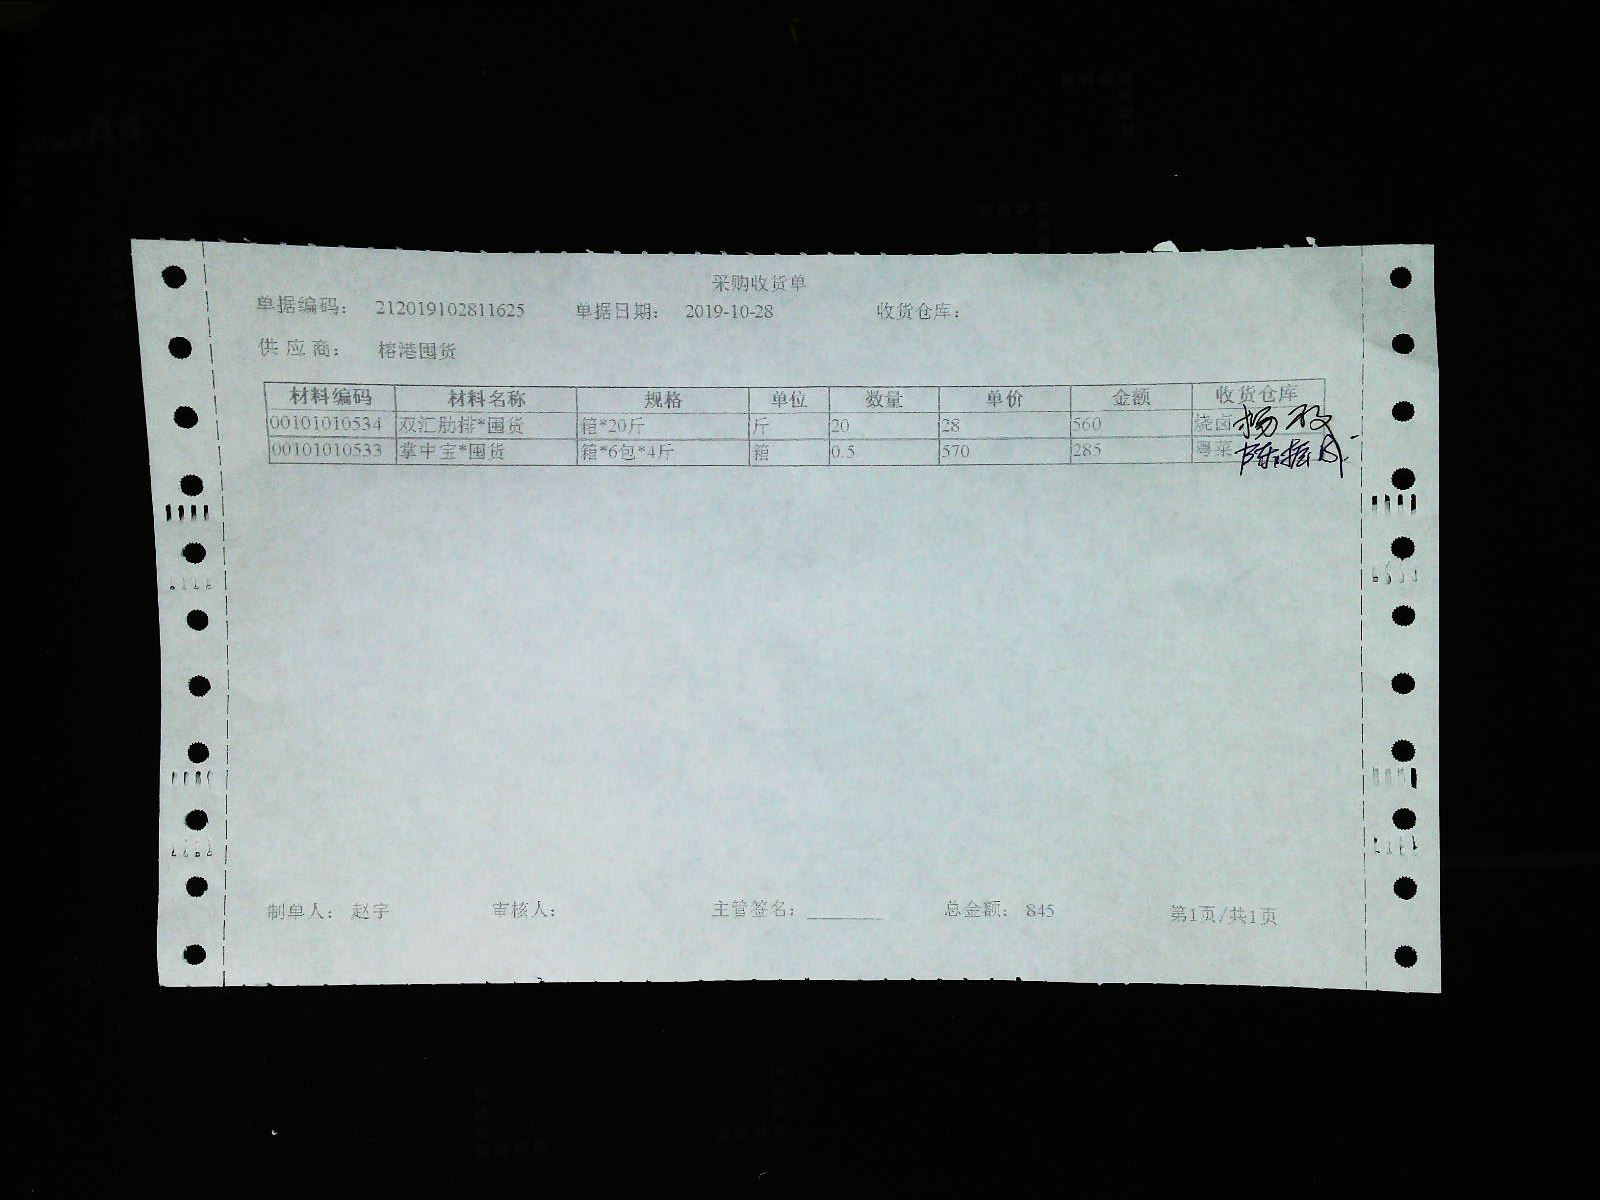 采购收货单
单据编码： 212019102811625 单据日期： 2019-10-28 收货仓库：
供应商： 榕港囤货
材料编码 材料名称 规格 单位 数量 单价 金额 收货仓库
00101010534 双汇肋排*囤货 箱*20斤 斤 20 28 560 烧卤
00101010533 掌中宝*囤货 箱*6包*4斤 箱 0.5 570 285 粤菜
制单人： 赵宇 审核人： 主管签名： 总金额： 845 第1页/共1页